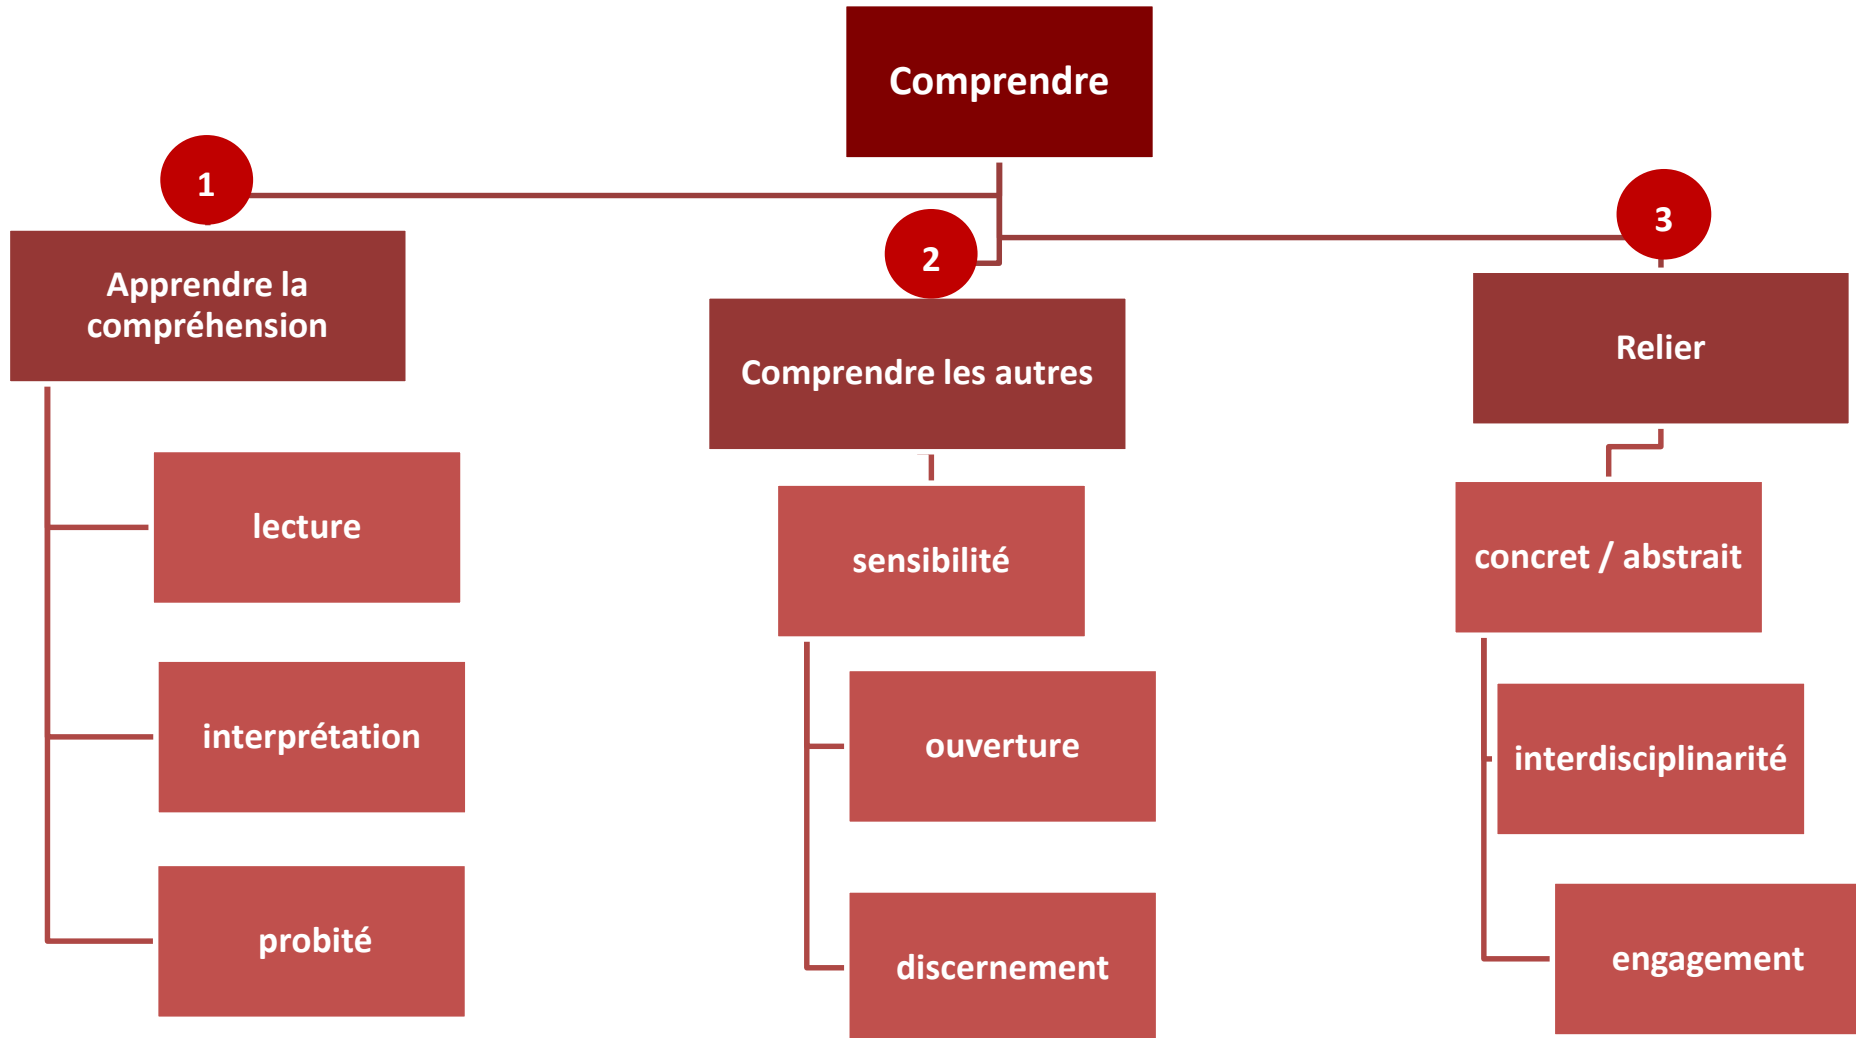 Comprendre
1
Apprendre la
compréhension
lecture
interprétation
probité
2
Comprendre les autres
sensibilité
ouverture
discernement
3
Relier
concret / abstrait
interdisciplinarité
engagement